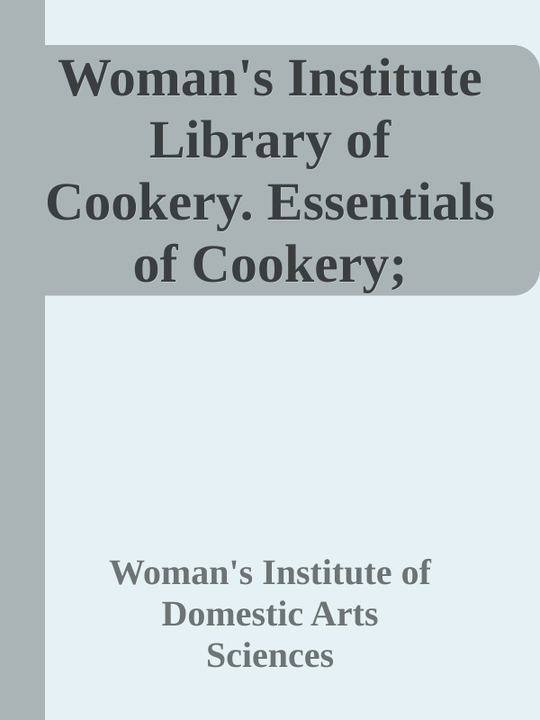 Woman's Institute
Library of
Cookery. Essentials
of Cookery;
Woman's Institute of
Domestic Arts
Sciences